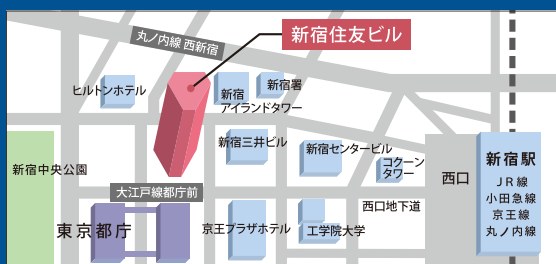 丸ノ内線 西新宿
新宿住友ビル
ヒルトンホテル
新宿
アイランドタワー
新宿署
新宿三井ビル
新宿センタービル
コクーン
タワー
新宿中央公園
大江戸線都庁前
東京都庁
京王プラザホテル
西口地下道
工学院大学
西口
新宿駅
JR線
小田急線
京王線
丸ノ内線